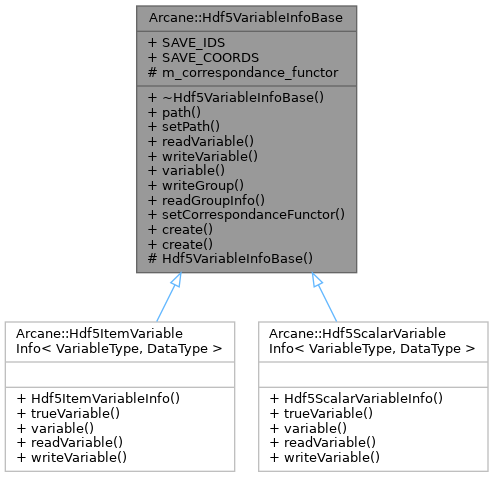 Arcane::Hdf5VariableInfoBase
+ SAVE_IDS
+ SAVE_COORDS
# m_correspondance_functor
+ ~Hdf5VariableInfoBase()
+ path()
+ setPath()
+ readVariable()
+ writeVariable()
+ variable()
+ writeGroup()
+ readGroupInfo()
+ setCorrespondanceFunctor()
+ create()
+ create()
# Hdf5VariableInfoBase()
Arcane::Hdf5ItemVariable
Info< VariableType, DataType >
+ Hdf5ItemVariableInfo()
+ trueVariable()
+ variable()
+ readVariable()
+ writeVariable()
Arcane::Hdf5ScalarVariable
Info< VariableType, DataType >
+ Hdf5ScalarVariableInfo()
+ trueVariable()
+ variable()
+ readVariable()
+ writeVariable()